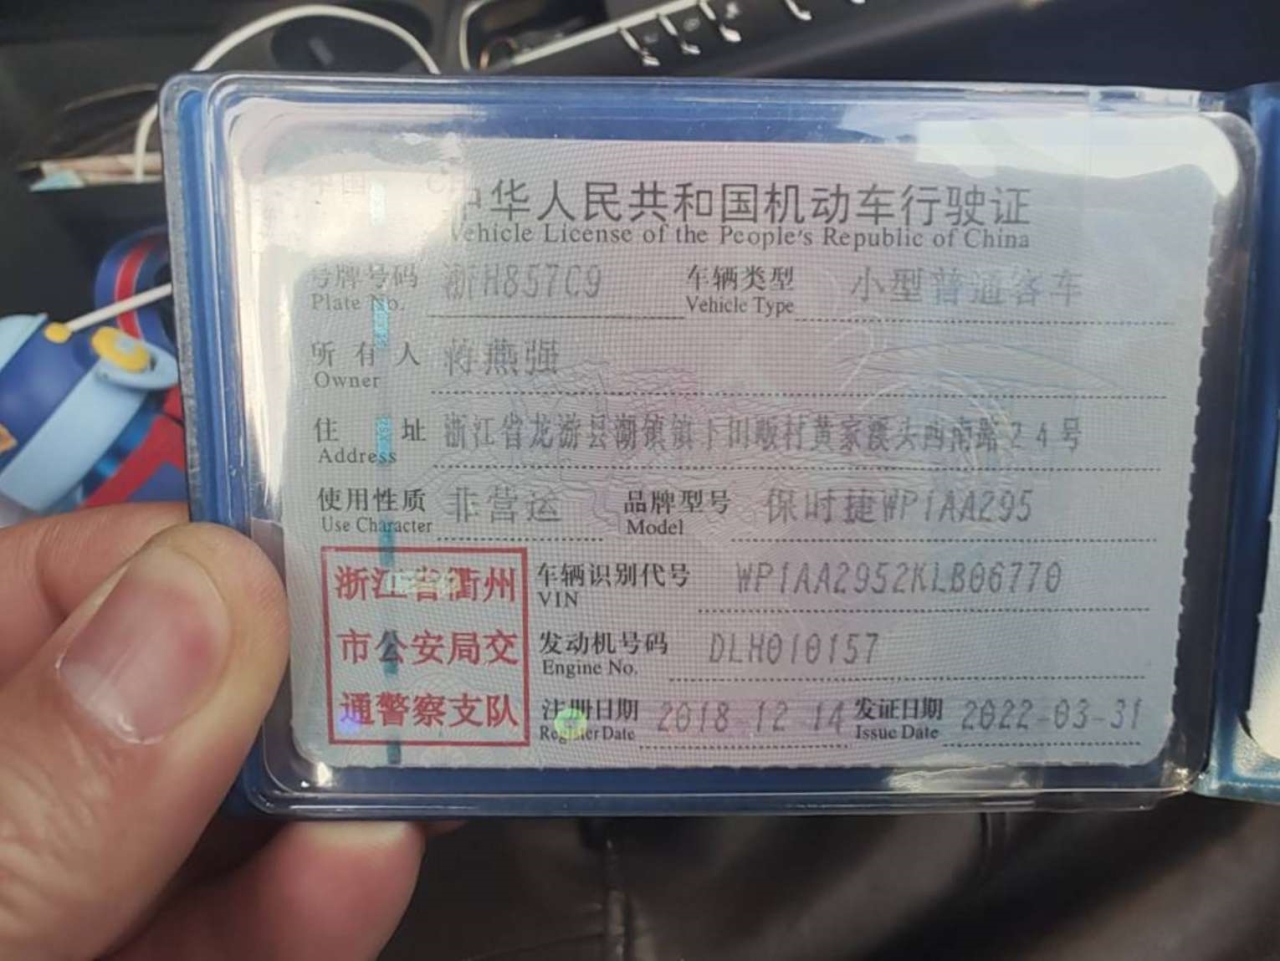 中华人民共和国机动车行驶证
Vehicle License of the People's Republic of China
号牌号码 浙H857C9 车辆类型 小型普通客车
Plate No. Vehicle Type
所有人 蒋燕强
Owner
住址 浙江省龙游县湖镇镇下田畈村黄家溪头西南路24号
Address
使用性质 非营运 品牌型号 保时捷WP1AA295
Use Character Model
浙江省衢州 车辆识别代号 WP1AA2952KLB06770
VIN
市公安局交 发动机号码 DLH010157
Engine No.
通警察支队 注册日期 2018-12-14 发证日期 2022-03-31
Register Date Issue Date